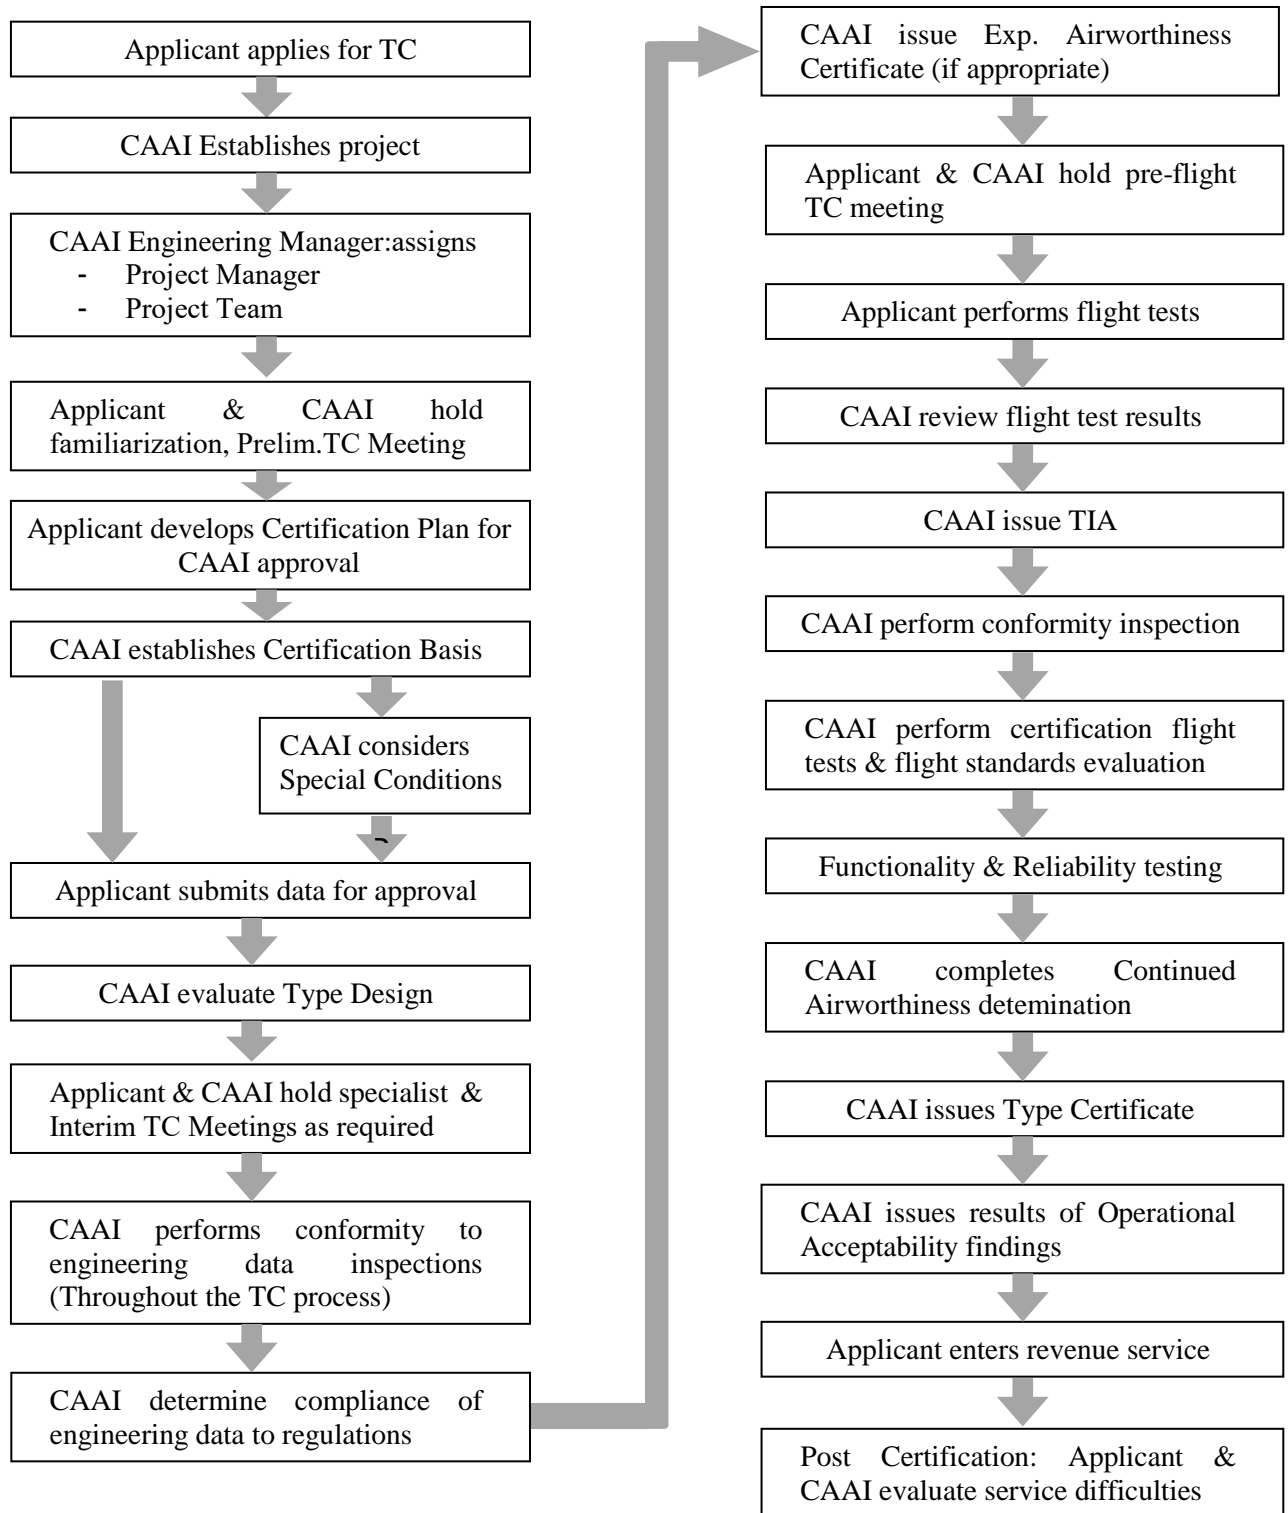 Applicant applies for TC
CAAI Establishes project
CAAI Engineering Manager:assigns
- Project Manager
- Project Team
Applicant & CAAI hold
familiarization, Prelim.TC Meeting
Applicant develops Certification Plan for
CAAI approval
CAAI establishes Certification Basis
CAAI considers
Special Conditions
Applicant submits data for approval
CAAI evaluate Type Design
Applicant & CAAI hold specialist &
Interim TC Meetings as required
CAAI performs conformity to
engineering data inspections
(Throughout the TC process)
CAAI determine compliance of
engineering data to regulations
CAAI issue Exp. Airworthiness
Certificate (if appropriate)
Applicant & CAAI hold pre-flight
TC meeting
Applicant performs flight tests
CAAI review flight test results
CAAI issue TIA
CAAI perform conformity inspection
CAAI perform certification flight
tests & flight standards evaluation
Functionality & Reliability testing
CAAI completes Continued
Airworthiness detemination
CAAI issues Type Certificate
CAAI issues results of Operational
Acceptability findings
Applicant enters revenue service
Post Certification: Applicant &
CAAI evaluate service difficulties